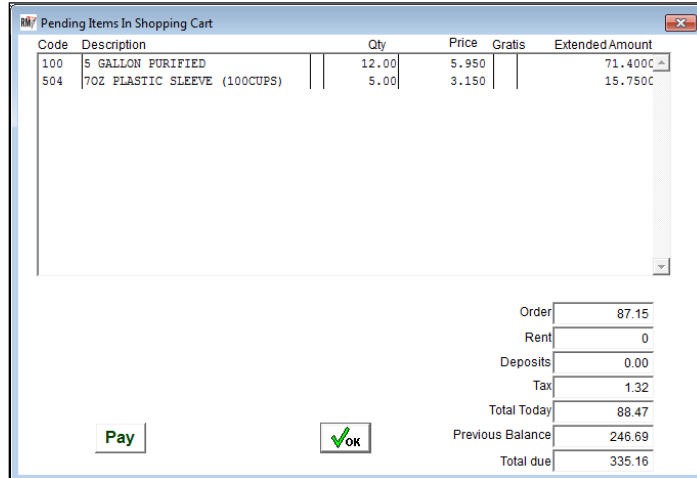 RMA Pending Items In Shopping Cart
Code Description Qty Price Gratis Extended Amount
100 5 GALLON PURIFIED 12.00 5.950 71.4000
504 7OZ PLASTIC SLEEVE (100CUPS) 5.00 3.150 15.7500
Order 87.15
Rent 0
Deposits 0.00
Tax 1.32
Total Today 88.47
Pay OK Previous Balance 246.69
Total due 335.16